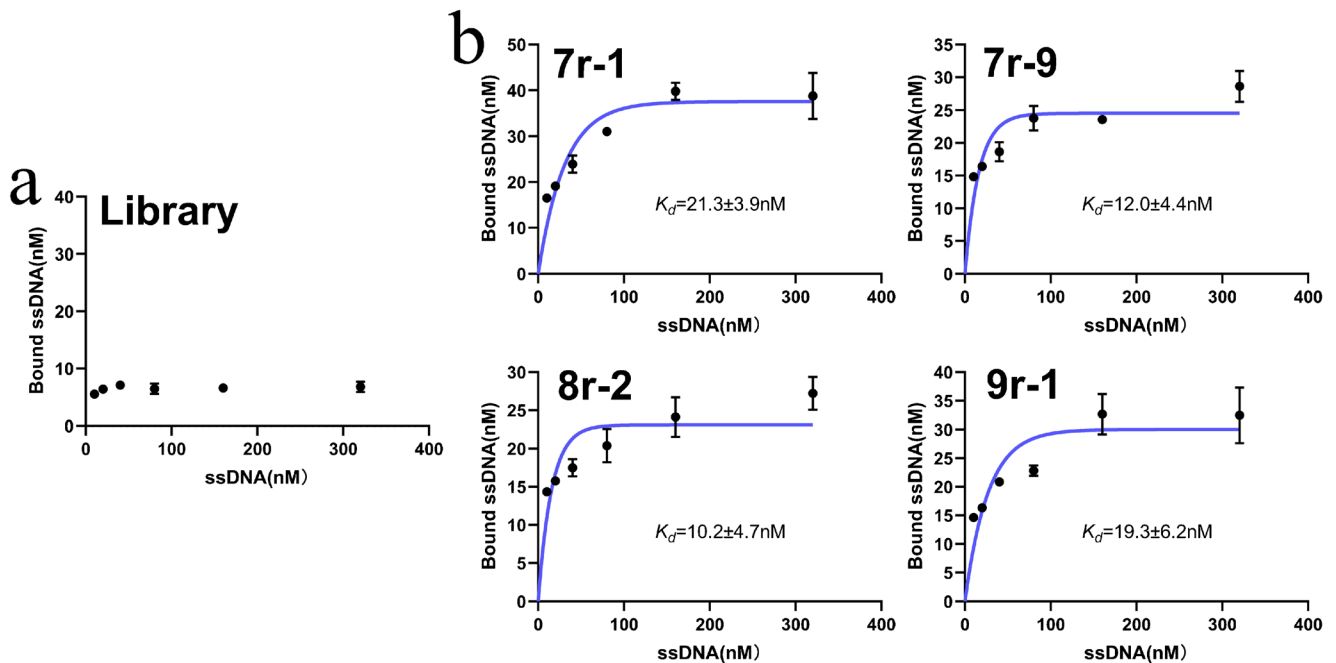 a
Library
Bound ssDNA(nM)
40
30
20
10
0
0 100 200 300 400
ssDNA(nM）
b
7r-1
Bound ssDNA(nM)
50
40
30
20
10
0
K_d=21.3±3.9nM
0 100 200 300 400
ssDNA(nM）
7r-9
Bound ssDNA(nM)
35
30
25
20
15
10
5
0
K_d=12.0±4.4nM
0 100 200 300 400
ssDNA(nM）
8r-2
Bound ssDNA(nM)
30
25
20
15
10
5
0
K_d=10.2±4.7nM
0 100 200 300 400
ssDNA(nM）
9r-1
Bound ssDNA(nM)
40
35
30
25
20
15
10
5
0
K_d=19.3±6.2nM
0 100 200 300 400
ssDNA(nM）